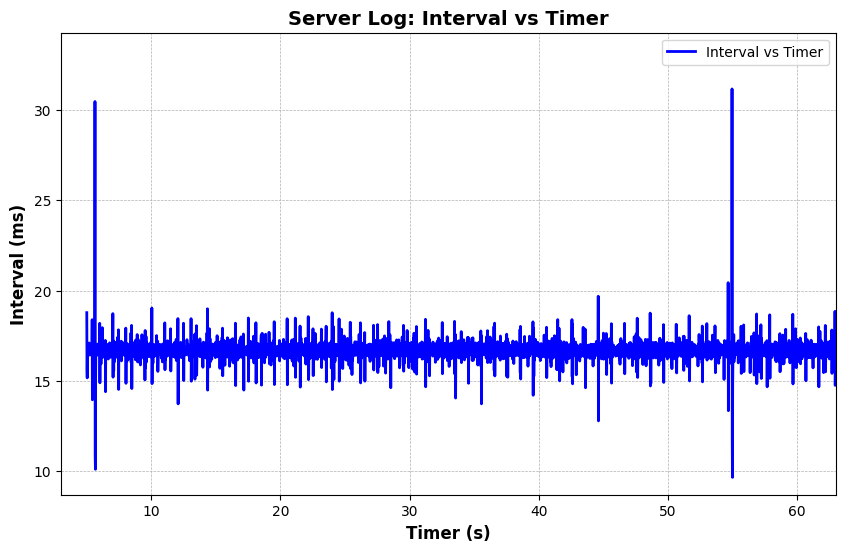 Server Log: Interval vs Timer
Interval vs Timer
30
25
20
15
10
Interval (ms)
10 20 30 40 50 60
Timer (s)